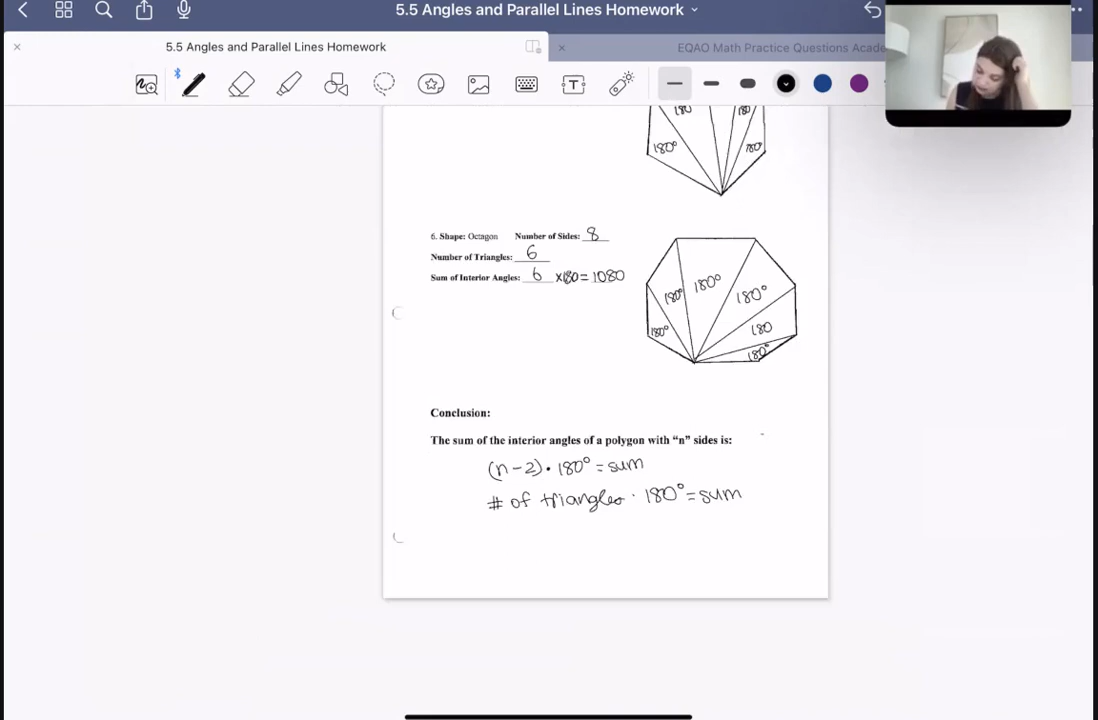 5.5 Angles and Parallel Lines Homework
5.5 Angles and Parallel Lines Homework
EQAO Math Practice Questions Acade
T
180
180
180°
180°
6. Shape: Octagon Number of Sides: 8
Number of Triangles: 6
Sum of Interior Angles: 6 ×180=1080
180°
180°
180°
180°
180
180°
Conclusion:
The sum of the interior angles of a polygon with “n” sides is:
(n-2)•180°=sum
# of triangles · 180°=sum